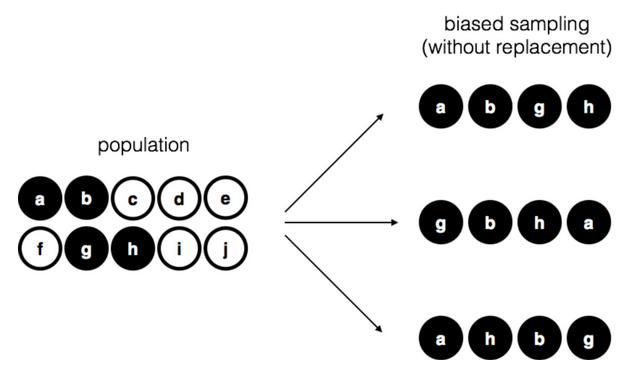 biased sampling
(without replacement)
a b g h
population
a b c d e
g b h a
f g h i j
a h b g